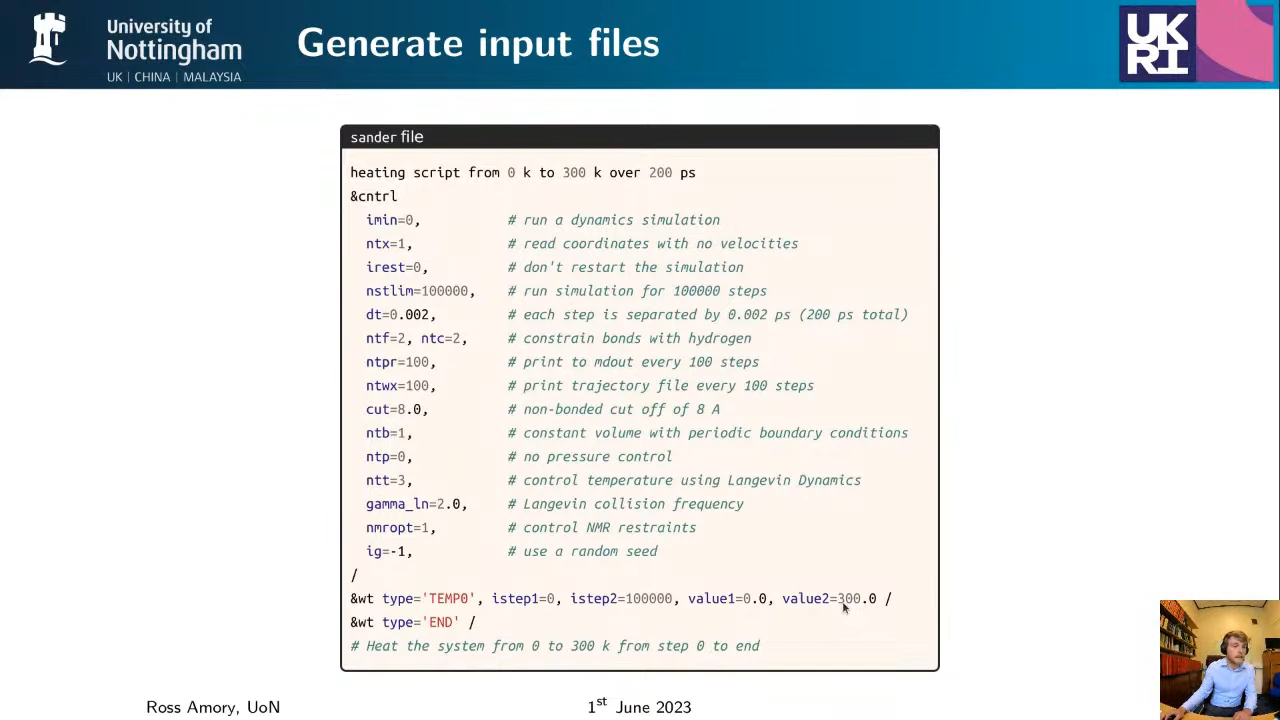 University of
Nottingham
UK | CHINA | MALAYSIA
Generate input files
UK
RI
sander file
heating script from 0 k to 300 k over 200 ps
&cntrl
imin=0, # run a dynamics simulation
ntx=1, # read coordinates with no velocities
irest=0, # don't restart the simulation
nstlim=100000, # run simulation for 100000 steps
dt=0.002, # each step is separated by 0.002 ps (200 ps total)
ntf=2, ntc=2, # constrain bonds with hydrogen
ntpr=100, # print to mdout every 100 steps
ntwx=100, # print trajectory file every 100 steps
cut=8.0, # non-bonded cut off of 8 A
ntb=1, # constant volume with periodic boundary conditions
ntp=0, # no pressure control
ntt=3, # control temperature using Langevin Dynamics
gamma_ln=2.0, # Langevin collision frequency
nmropt=1, # control NMR restraints
ig=-1, # use a random seed
/
&wt type='TEMP0', istep1=0, istep2=100000, value1=0.0, value2=300.0 /
&wt type='END' /
# Heat the system from 0 to 300 k from step 0 to end
Ross Amory, UoN
1st June 2023